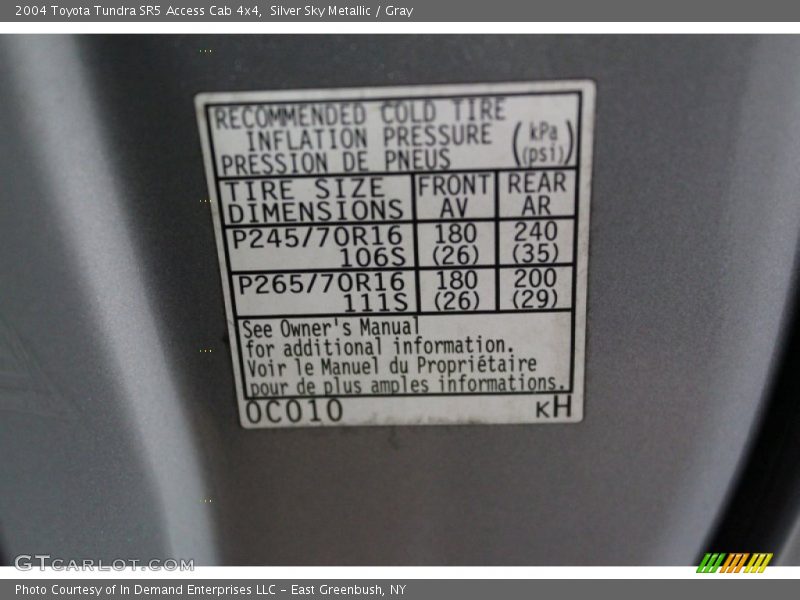 2004 Toyota Tundra SR5 Access Cab 4x4, Silver Sky Metallic / Gray
RECOMMENDED COLD TIRE
INFLATION PRESSURE (kPa
PRESSION DE PNEUS (psi))
TIRE SIZE FRONT REAR
DIMENSIONS AV AR
P245/70R16 180 240
106S (26) (35)
P265/70R16 180 200
111S (26) (29)
See Owner's Manual
for additional information.
Voir le Manuel du Propriétaire
pour de plus amples informations.
0C010 KH
GTCARLOT.COM
Photo Courtesy of In Demand Enterprises LLC – East Greenbush, NY